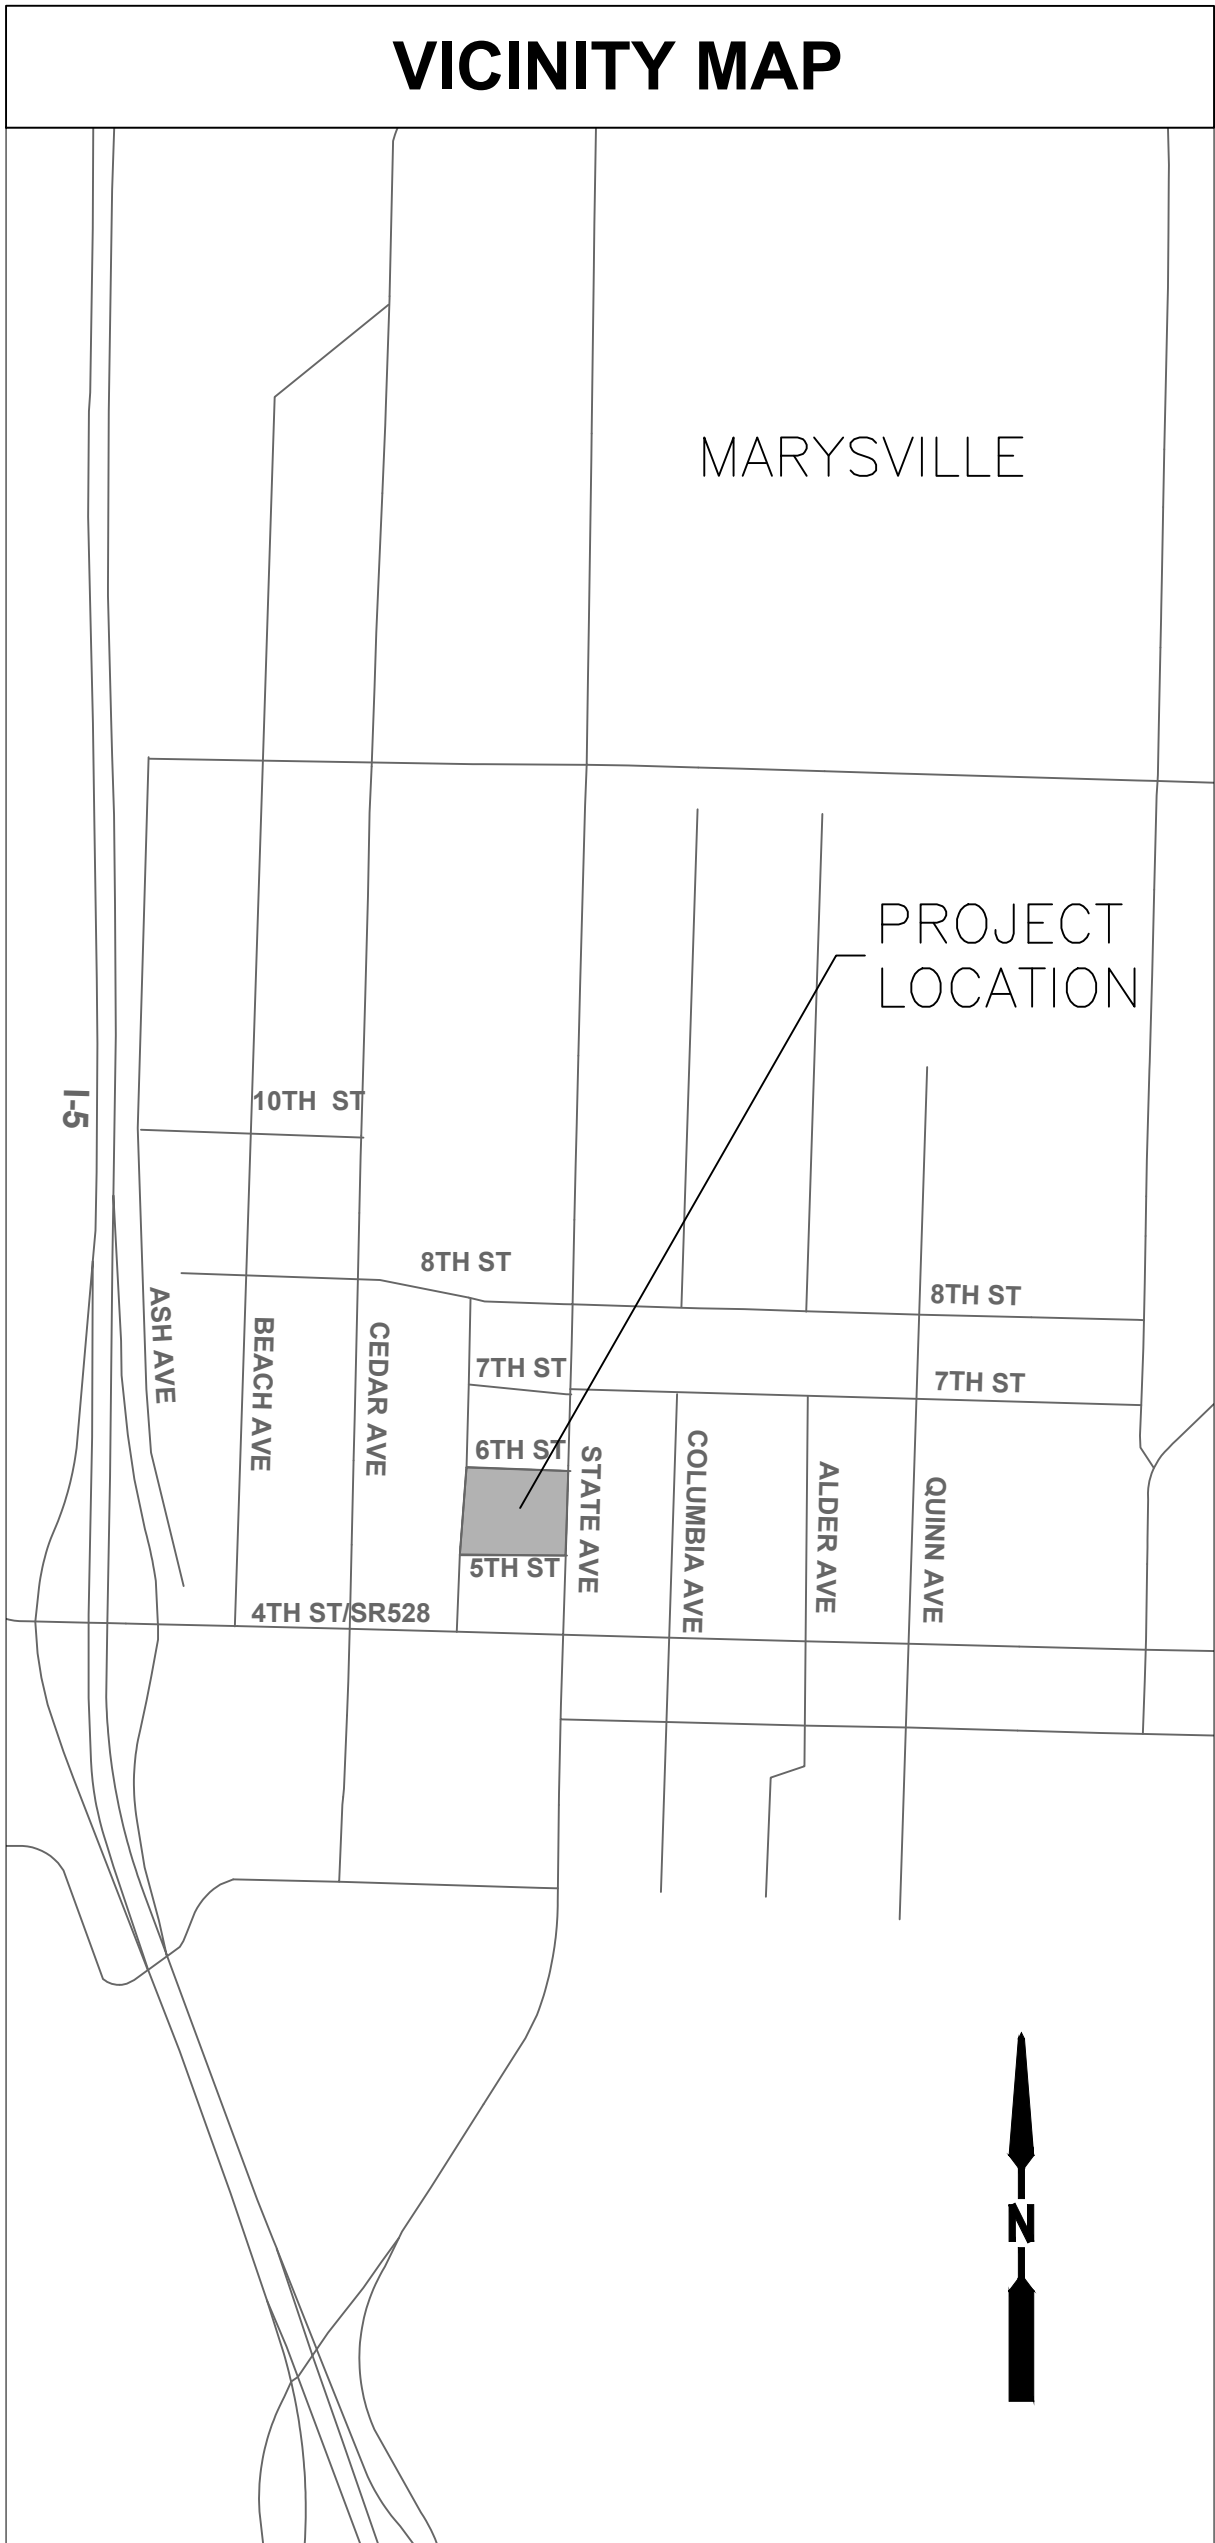 VICINITY MAP
MARYSVILLE
PROJECT
LOCATION
I-5
10TH ST
8TH ST
8TH ST
ASH AVE
BEACH AVE
CEDAR AVE
7TH ST
7TH ST
6TH ST
STATE AVE
COLUMBIA AVE
ALDER AVE
QUINN AVE
5TH ST
4TH ST/SR528
N